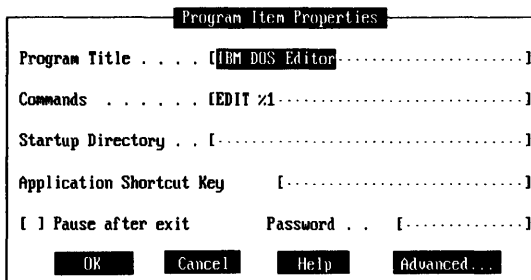 Program Item Properties
Program Title . . . . [IBM DOS Editor··························]
Commands . . . . . . [EDIT %1··································]
Startup Directory . . [·········································]
Application Shortcut Key [······························]
[ ] Pause after exit Password . . [··············]
OK Cancel Help Advanced...